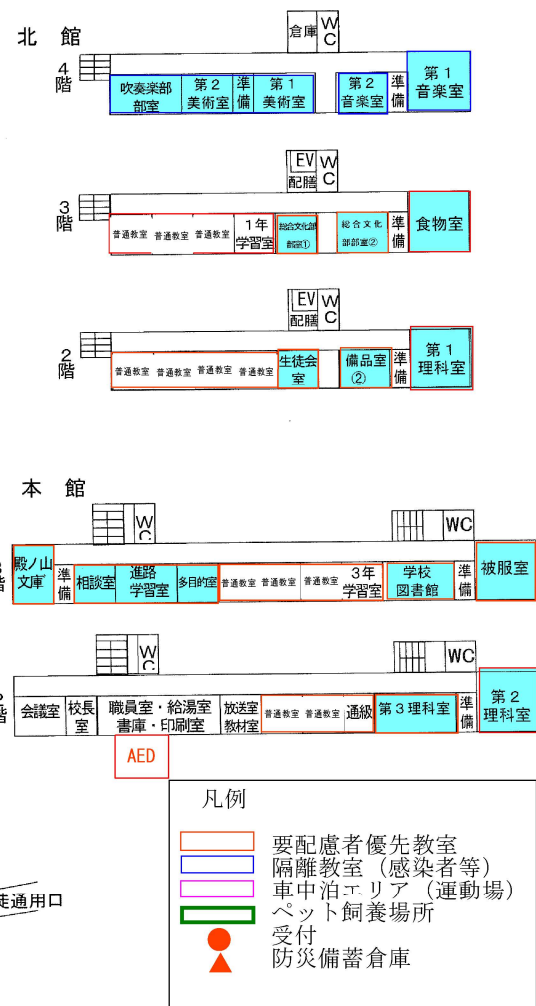 北館
倉庫 WC
4階
吹奏楽部部室 第2美術室 準備 第1美術室 第2音楽室 準備 第1音楽室
EV WC
配膳
3階
普通教室 普通教室 普通教室 1年学習室 総合文化部部室① 総合文化部部室② 準備 食物室
EV WC
配膳
2階
普通教室 普通教室 普通教室 普通教室 生徒会室 備品室② 準備 第1理科室
本館
WC WC
階
殿ノ山文庫 準備 相談室 進路学習室 多目的室 普通教室 普通教室 普通教室 3年学習室 学校図書館 準備 被服室
WC WC
階
会議室 校長室 職員室・給湯室書庫・印刷室 放送室教材室 普通教室 普通教室 通級 第3理科室 準備 第2理科室
AED
凡例
要配慮者優先教室
隔離教室（感染者等）
車中泊エリア（運動場）
ペット飼養場所
受付
防災備蓄倉庫
通用口